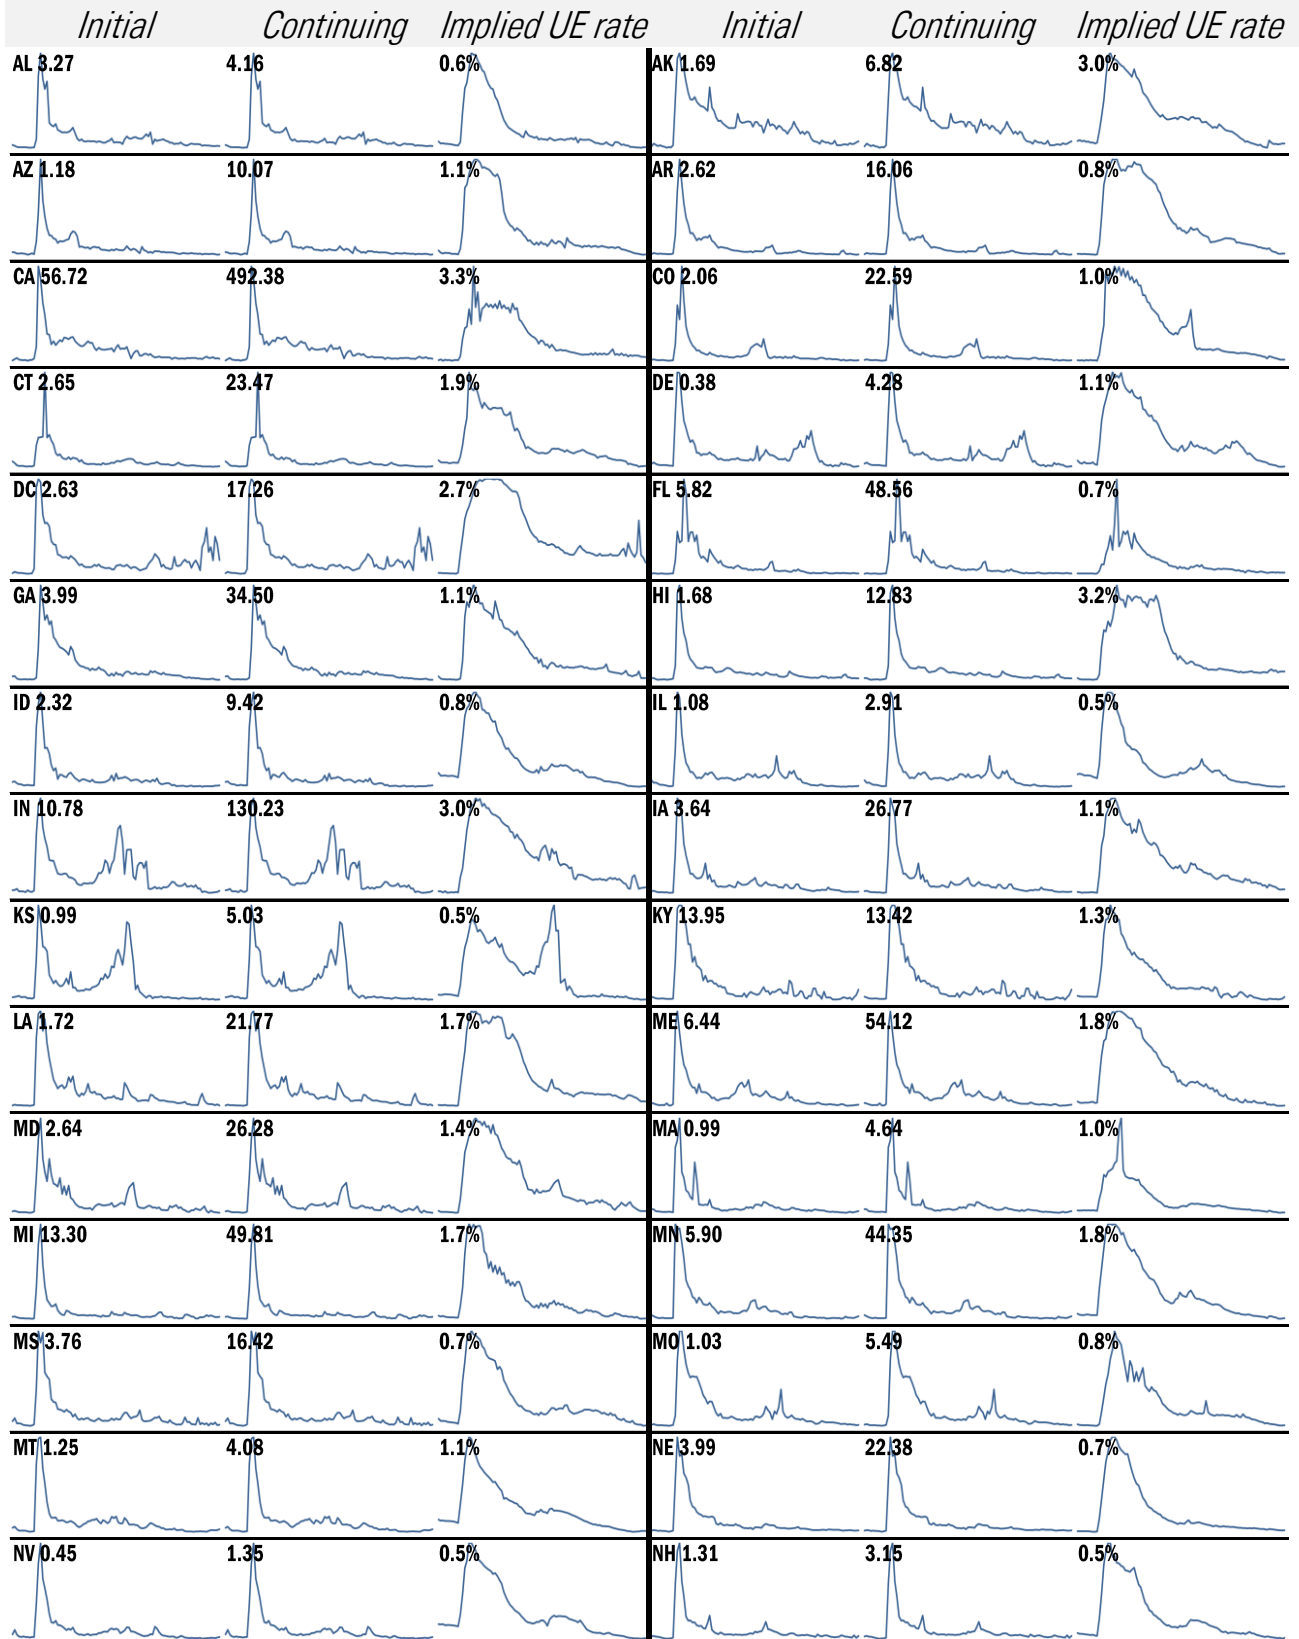 Initial Continuing Implied UE rate Initial Continuing Implied UE rate
AL 3.27 4.16 0.6% AK 1.69 6.82 3.0%
AZ 1.18 10.07 1.1% AR 2.62 16.06 0.8%
CA 56.72 492.38 3.3% CO 2.06 22.59 1.0%
CT 2.65 23.47 1.9% DE 0.38 4.28 1.1%
DC 2.63 17.26 2.7% FL 5.82 48.56 0.7%
GA 3.99 34.50 1.1% HI 1.68 12.83 3.2%
ID 2.32 9.42 0.8% IL 1.08 2.91 0.5%
IN 10.78 130.23 3.0% IA 3.64 26.77 1.1%
KS 0.99 5.03 0.5% KY 13.95 13.42 1.3%
LA 1.72 21.77 1.7% ME 6.44 54.12 1.8%
MD 2.64 26.28 1.4% MA 0.99 4.64 1.0%
MI 13.30 49.81 1.7% MN 5.90 44.35 1.8%
MS 3.76 16.42 0.7% MO 1.03 5.49 0.8%
MT 1.25 4.08 1.1% NE 3.99 22.38 0.7%
NV 0.45 1.35 0.5% NH 1.31 3.15 0.5%